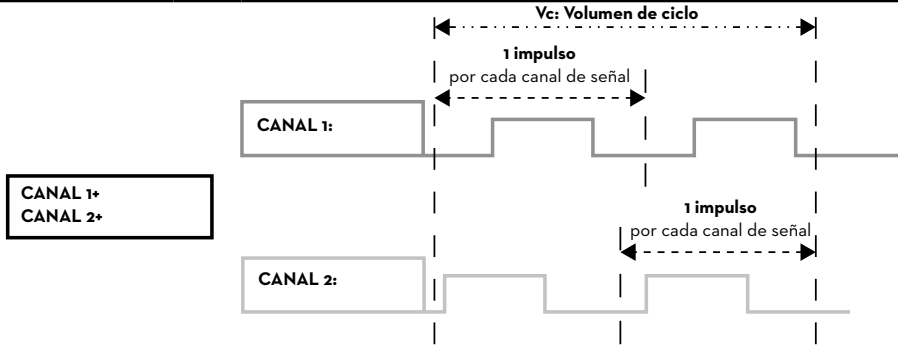 Vc: Volumen de ciclo
1 impulso
por cada canal de señal
CANAL 1:
CANAL 1+
CANAL 2+
1 impulso
por cada canal de señal
CANAL 2: